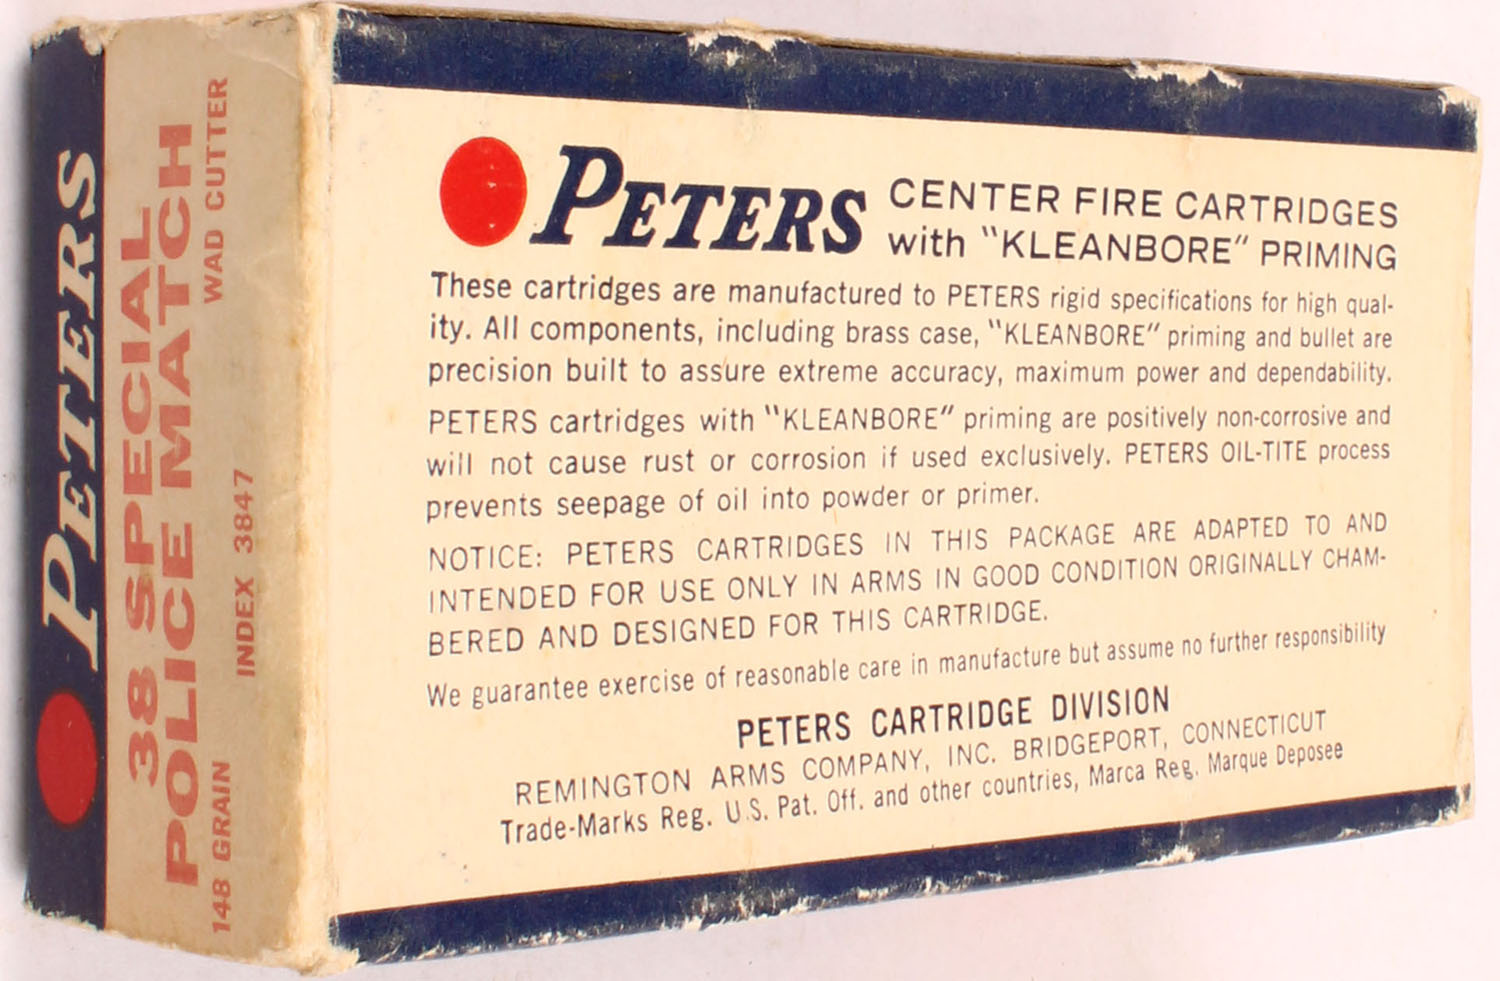 PETERS
38 SPECIAL
POLICE MATCH
148 GRAIN INDEX 3847 WAD CUTTER
PETERS CENTER FIRE CARTRIDGES
with "KLEANBORE" PRIMING
These cartridges are manufactured to PETERS rigid specifications for high qual-
ity. All components, including brass case, "KLEANBORE" priming and bullet are
precision built to assure extreme accuracy, maximum power and dependability.
PETERS cartridges with "KLEANBORE" priming are positively non-corrosive and
will not cause rust or corrosion if used exclusively. PETERS OIL-TITE process
prevents seepage of oil into powder or primer.
NOTICE: PETERS CARTRIDGES IN THIS PACKAGE ARE ADAPTED TO AND
INTENDED FOR USE ONLY IN ARMS IN GOOD CONDITION ORIGINALLY CHAM-
BERED AND DESIGNED FOR THIS CARTRIDGE.
We guarantee exercise of reasonable care in manufacture but assume no further responsibility
PETERS CARTRIDGE DIVISION
REMINGTON ARMS COMPANY, INC. BRIDGEPORT, CONNECTICUT
Trade-Marks Reg. U.S. Pat. Off. and other countries, Marca Reg. Marque Deposee